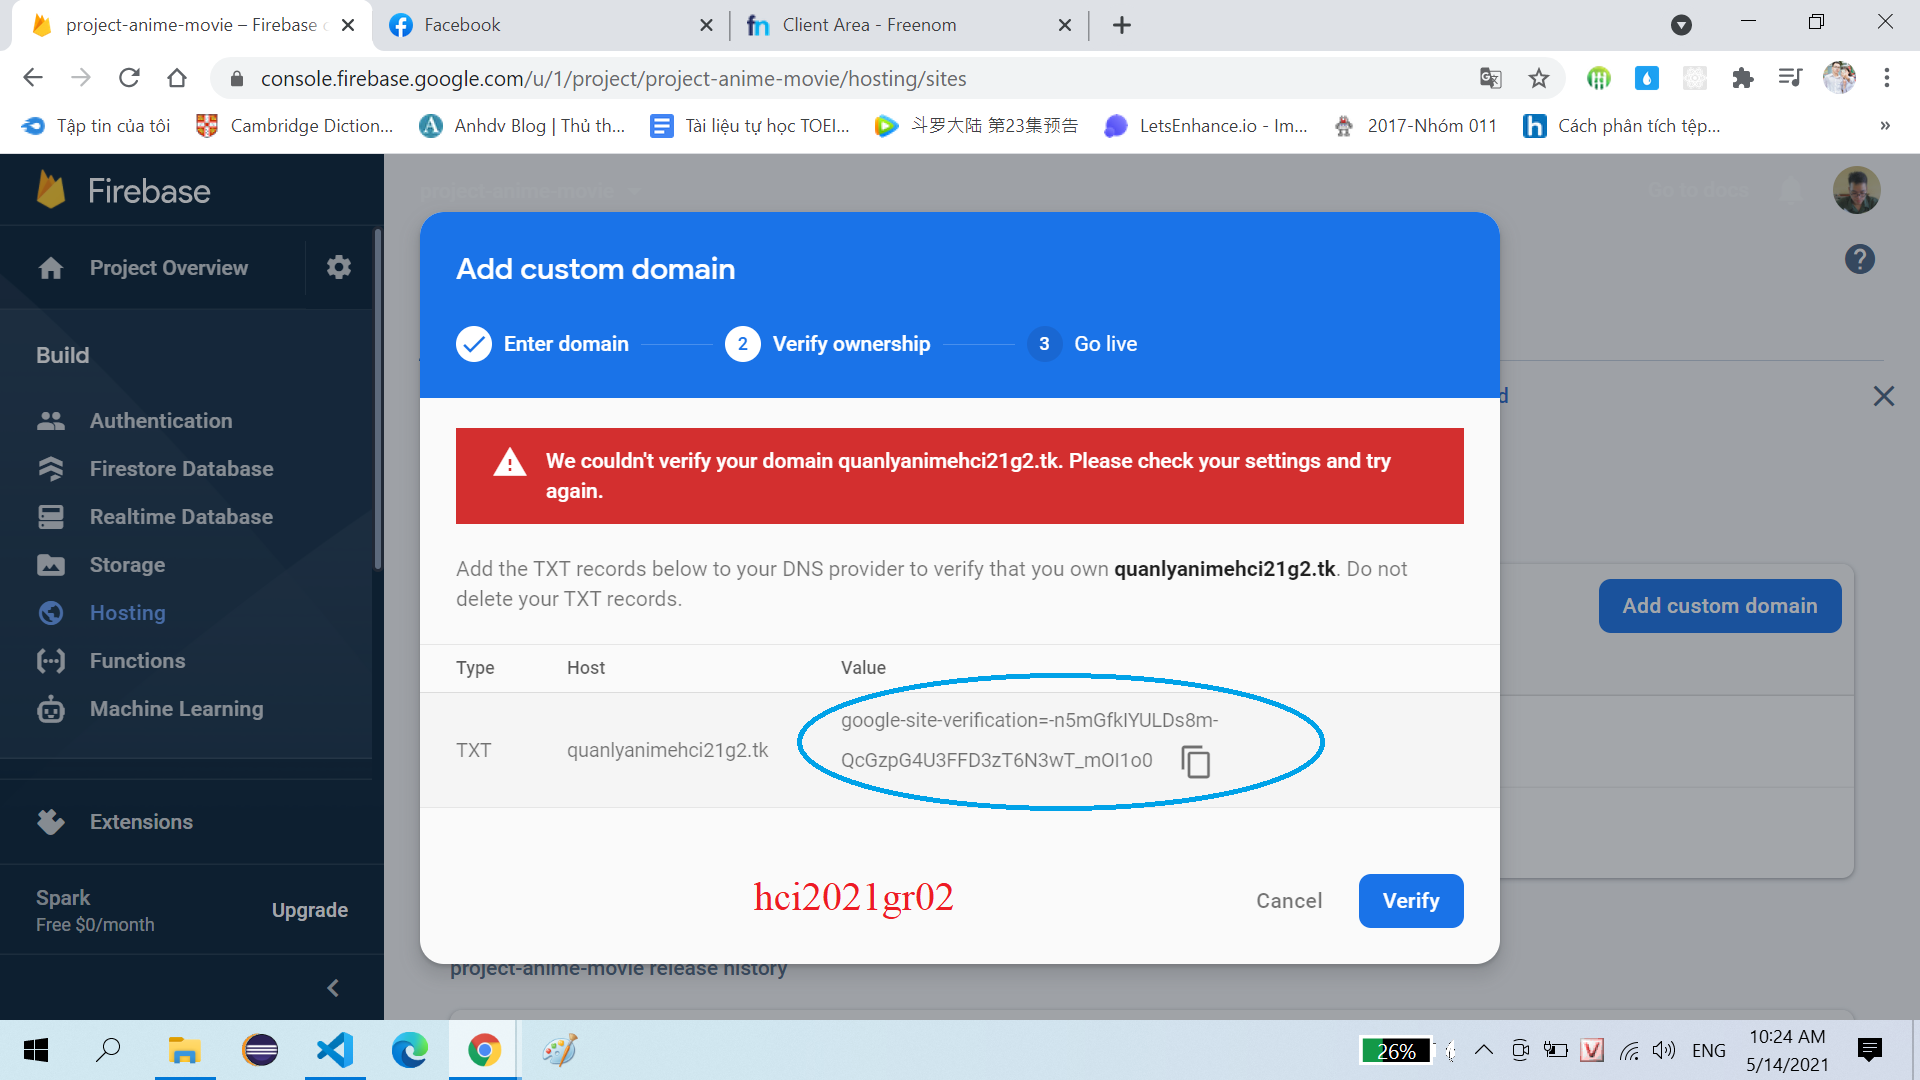 project-anime-movie – Firebase c
Facebook
Client Area - Freenom
console.firebase.google.com/u/1/project/project-anime-movie/hosting/sites
Tập tin của tôi
Cambridge Diction...
Anhdv Blog | Thủ th...
Tài liệu tự học TOEI...
斗罗大陆 第23集预告
LetsEnhance.io - Im...
2017-Nhóm 011
Cách phân tích tệp...
»
Firebase
project-anime-movie
Go to docs
Project Overview
Build
Authentication
Firestore Database
Realtime Database
Storage
Hosting
Functions
Machine Learning
Extensions
Spark
Free $0/month
Upgrade
Add custom domain
Enter domain
2 Verify ownership
3 Go live
We couldn't verify your domain quanlyanimehci21g2.tk. Please check your settings and try
again.
Add the TXT records below to your DNS provider to verify that you own quanlyanimehci21g2.tk. Do not
delete your TXT records.
Type Host Value
TXT quanlyanimehci21g2.tk google-site-verification=-n5mGfkIYULDs8m-
QcGzpG4U3FFD3zT6N3wT_mOI1o0
hci2021gr02
Cancel
Verify
Add custom domain
project-anime-movie release history
26%
ENG
10:24 AM
5/14/2021